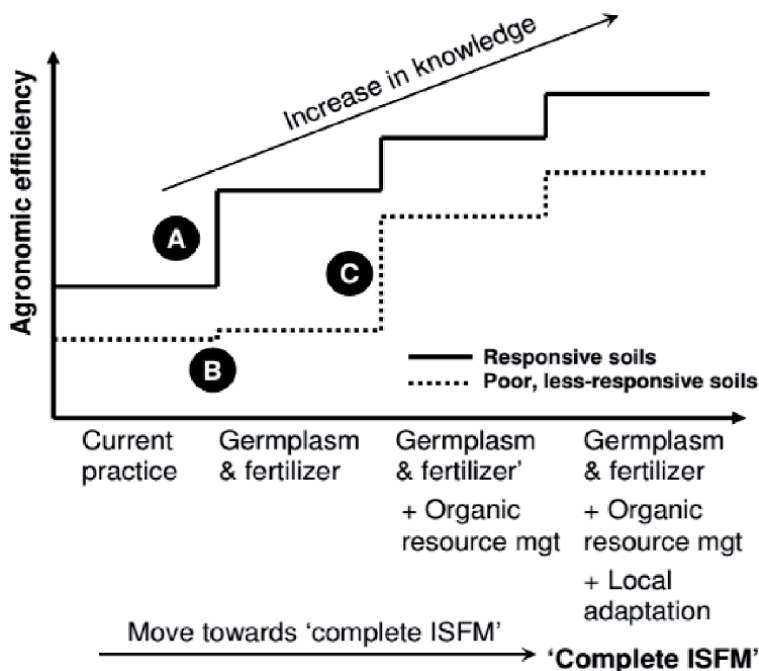 Increase in knowledge
Agronomic efficiency
A
C
B
Responsive soils
Poor, less-responsive soils
Current
practice
Germplasm
& fertilizer
Germplasm
& fertilizer’
+ Organic
resource mgt
Germplasm
& fertilizer
+ Organic
resource mgt
+ Local
adaptation
Move towards ‘complete ISFM’
‘Complete ISFM’